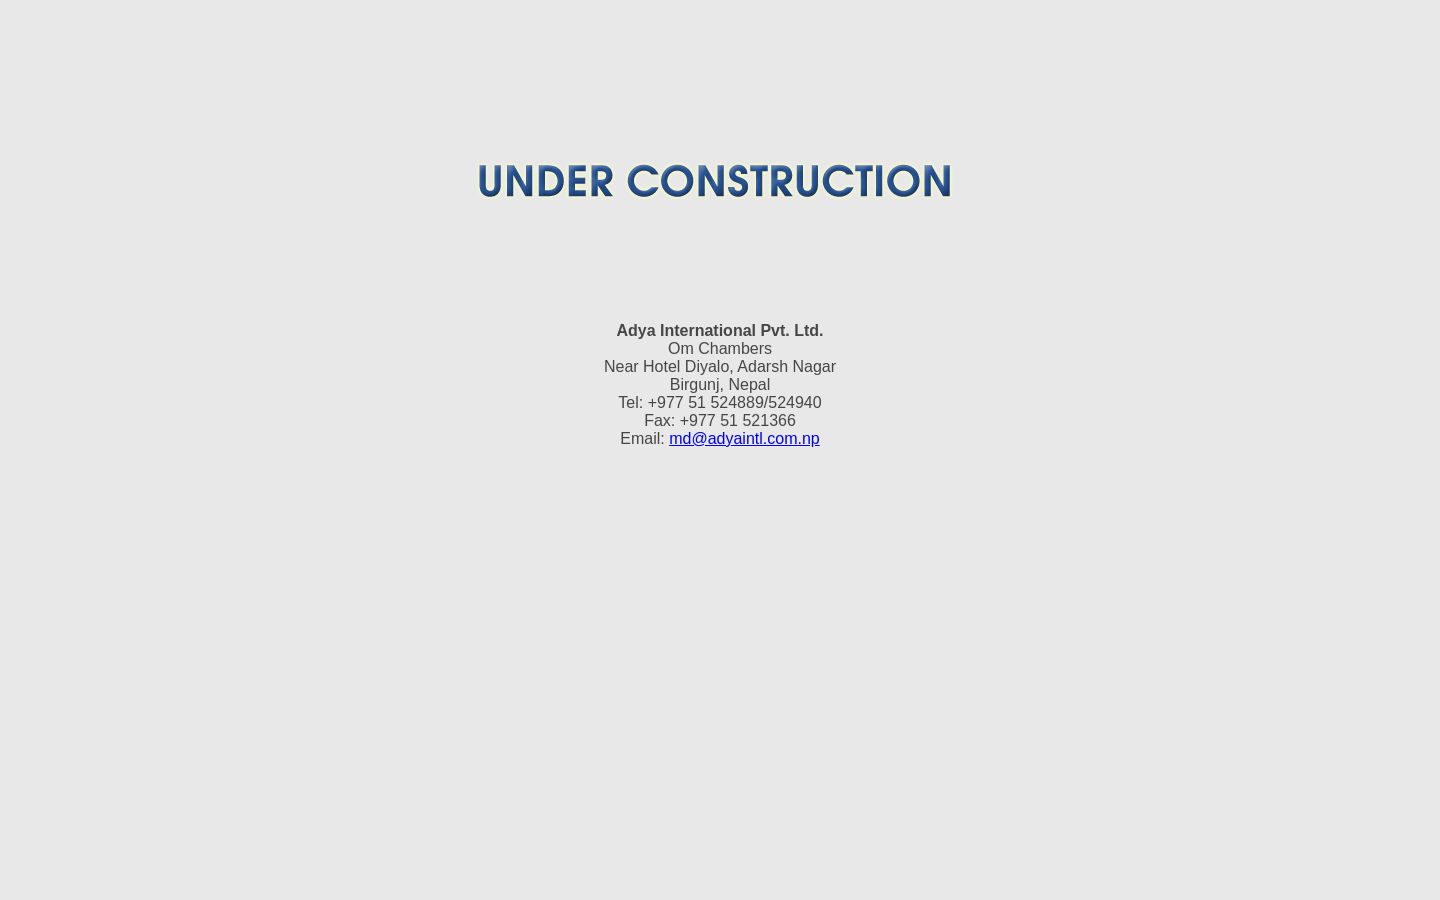 UNDER CONSTRUCTION
Adya International Pvt. Ltd.
Om Chambers
Near Hotel Diyalo, Adarsh Nagar
Birgunj, Nepal
Tel: +977 51 524889/524940
Fax: +977 51 521366
Email: md@adyaintl.com.np